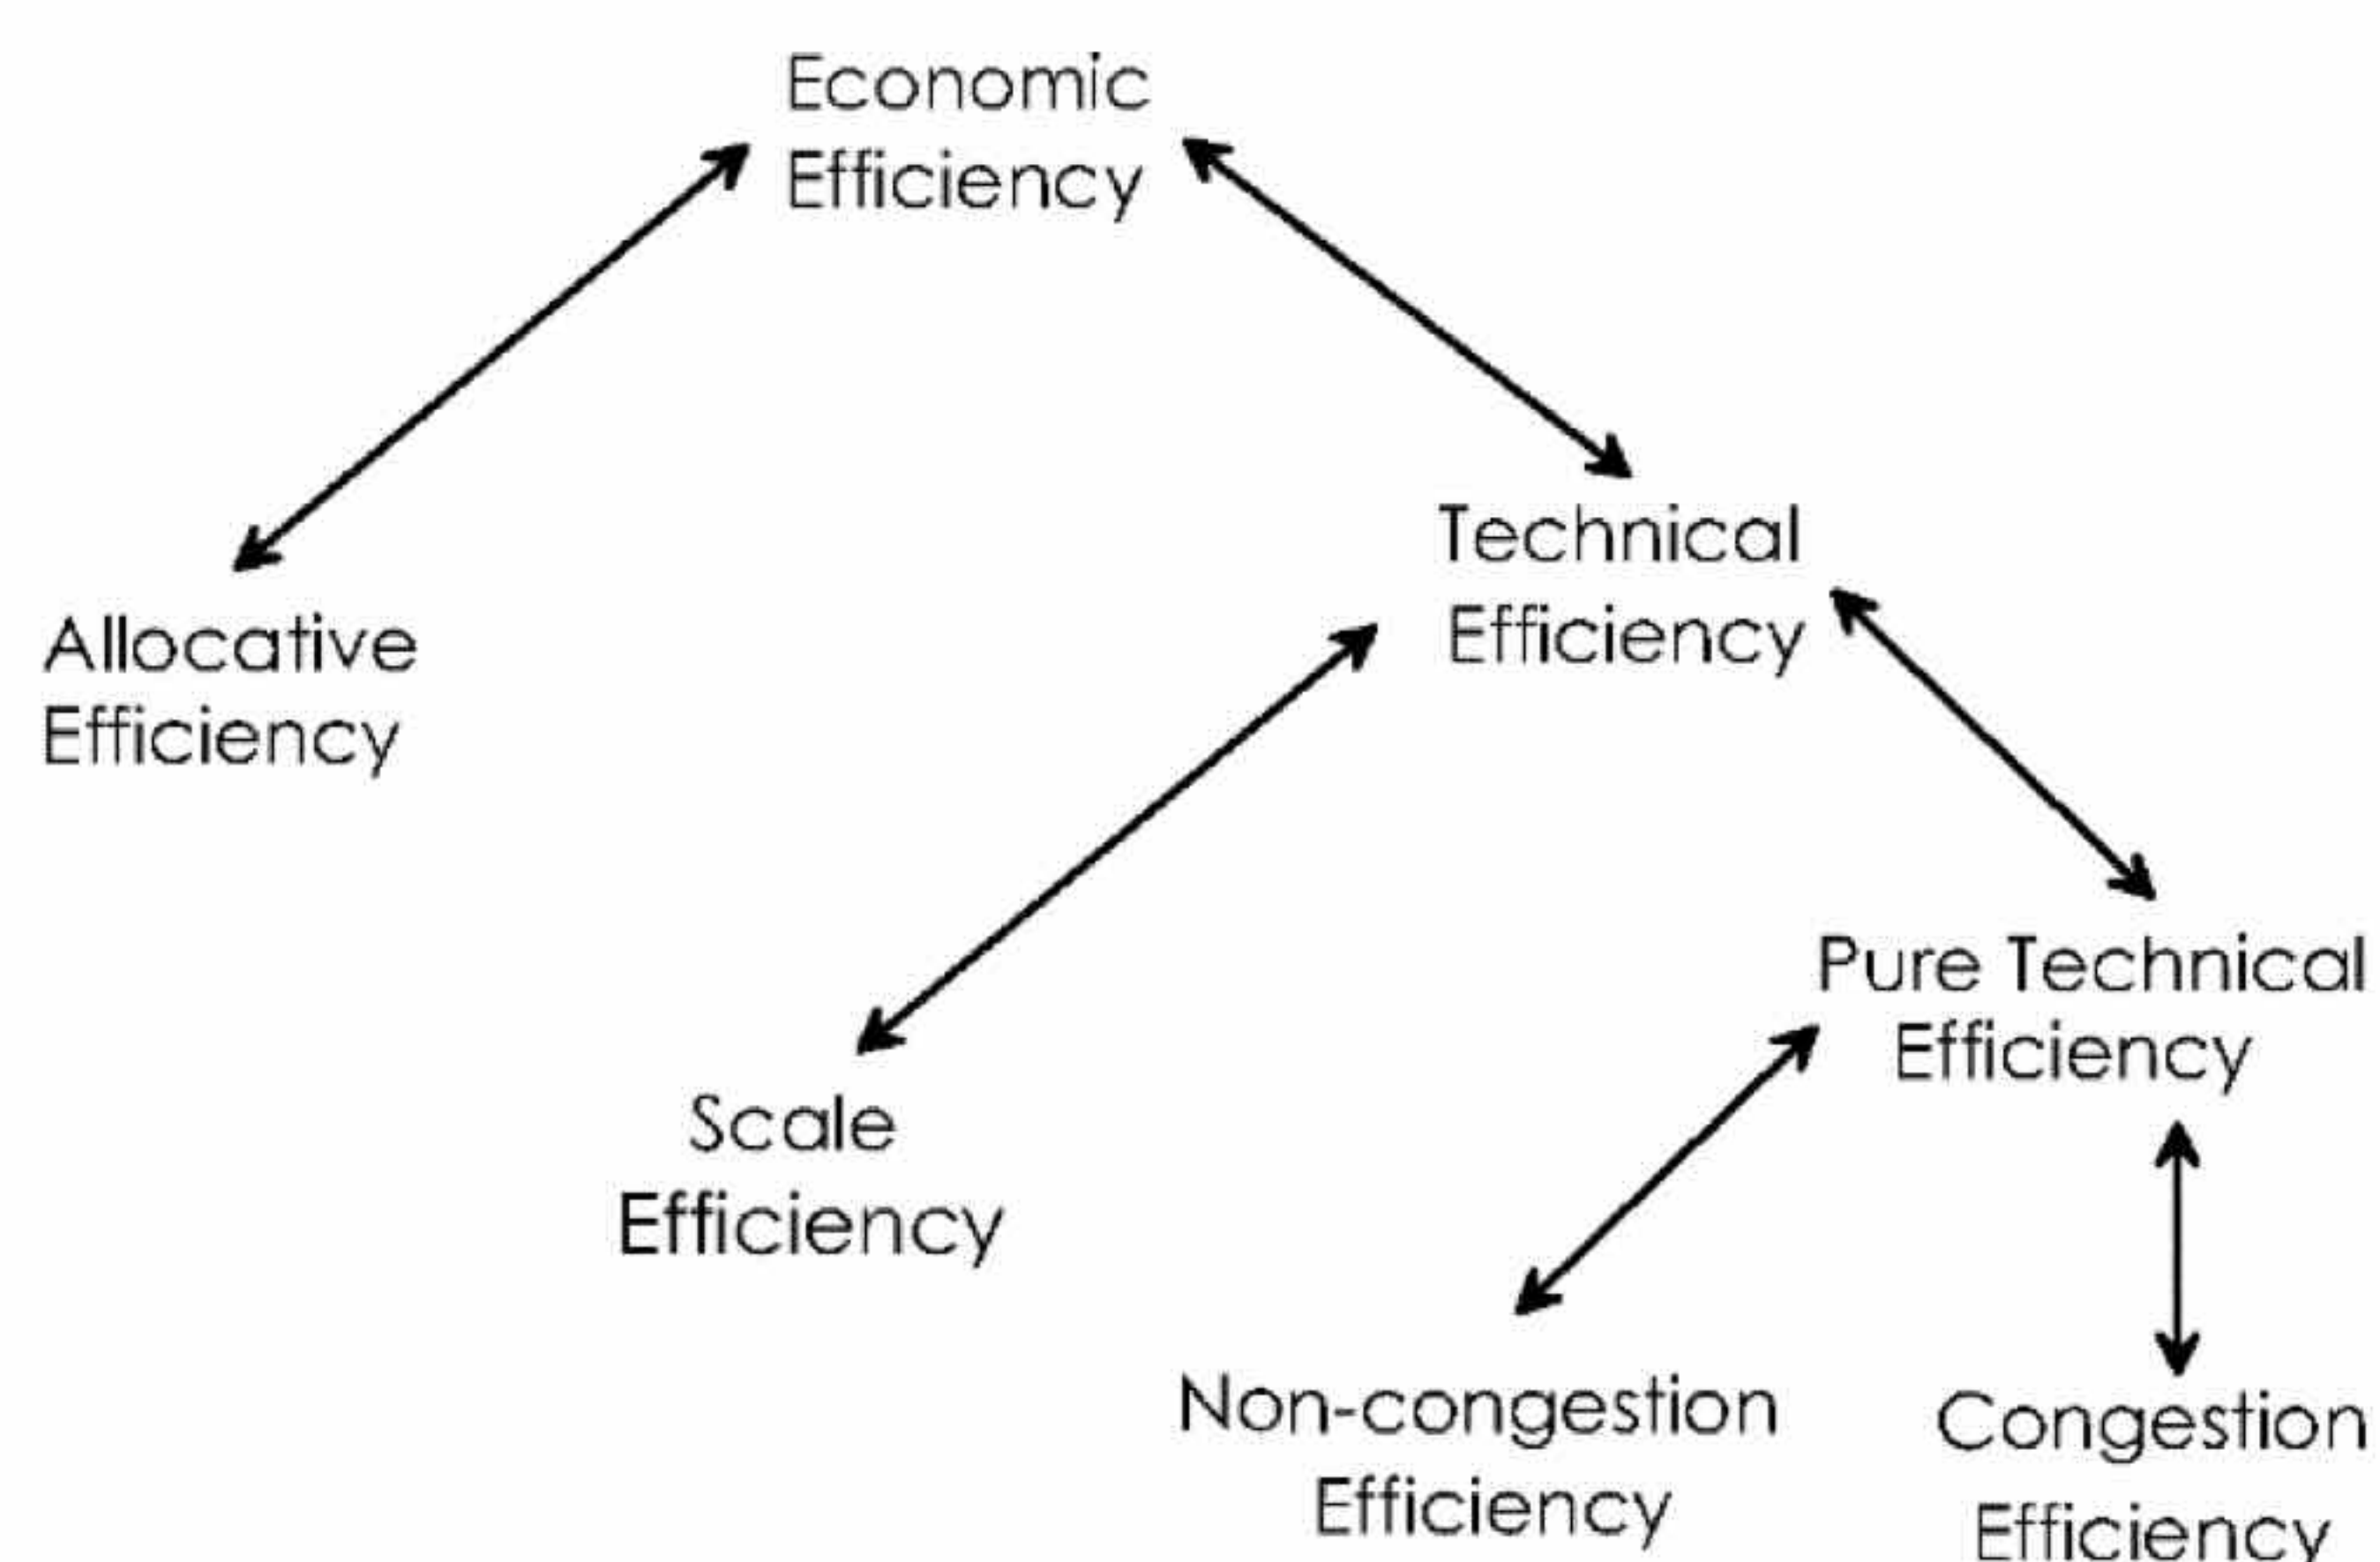 Economic
Efficiency
Technical
Efficiency
Allocative
Efficiency
Pure Technical
Efficiency
Scale
Efficiency
Non-congestion
Efficiency
Congestion
Efficiency